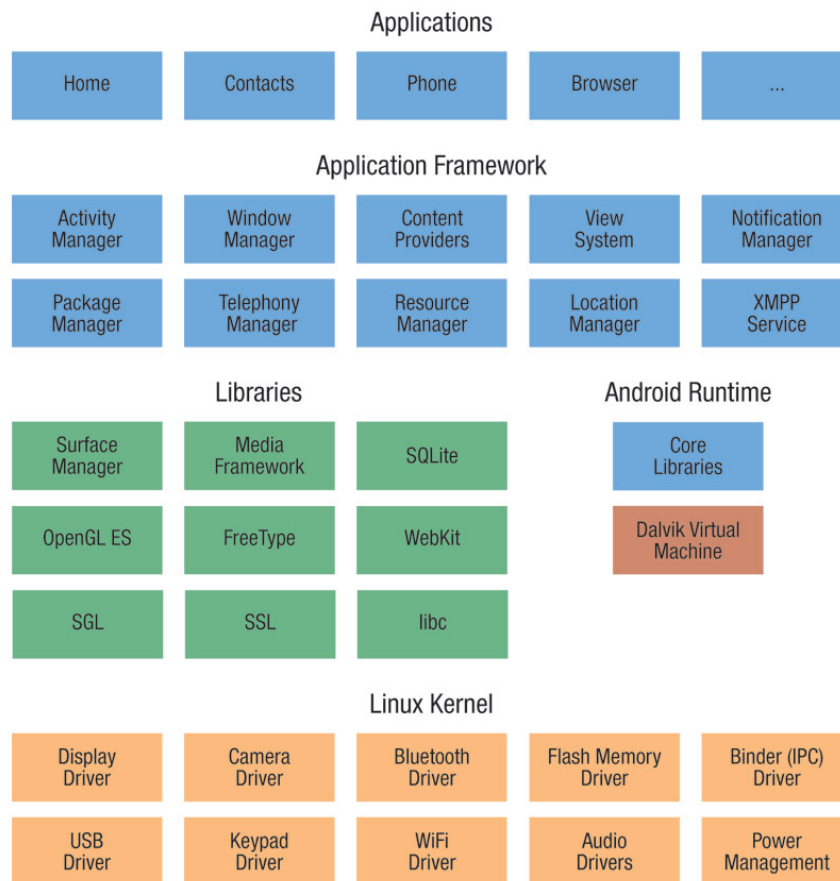 Applications
Home
Contacts
Phone
Browser
...
Application Framework
Activity
Manager
Window
Manager
Content
Providers
View
System
Notification
Manager
Package
Manager
Telephony
Manager
Resource
Manager
Location
Manager
XMPP
Service
Libraries
Android Runtime
Surface
Manager
Media
Framework
SQLite
Core
Libraries
OpenGL ES
FreeType
WebKit
Dalvik Virtual
Machine
SGL
SSL
libc
Linux Kernel
Display
Driver
Camera
Driver
Bluetooth
Driver
Flash Memory
Driver
Binder (IPC)
Driver
USB
Driver
Keypad
Driver
WiFi
Driver
Audio
Drivers
Power
Management